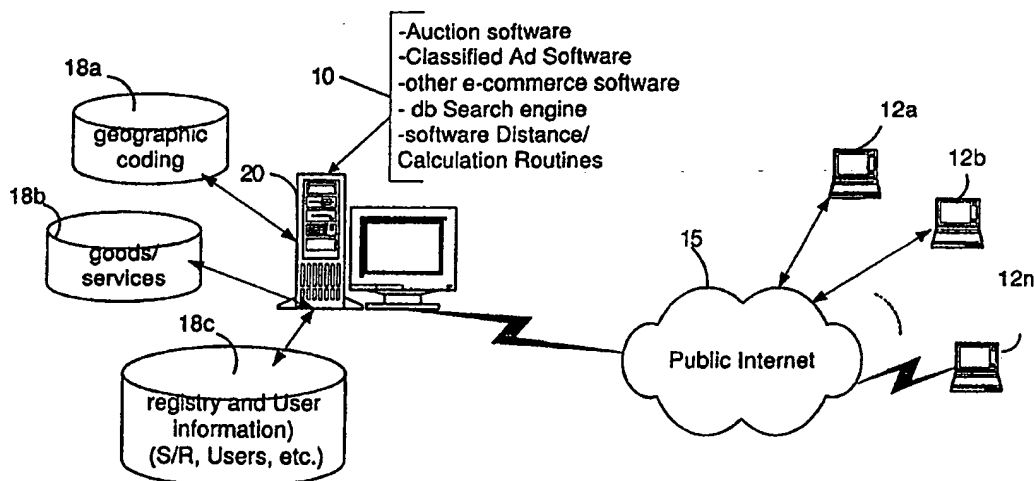 -Auction software
-Classified Ad Software
-other e-commerce software
- db Search engine
-software Distance/
Calculation Routines
10
18a
geographic
coding
20
18b
goods/
services
18c
registry and User
information)
(S/R, Users, etc.)
15
Public Internet
12a
12b
12n